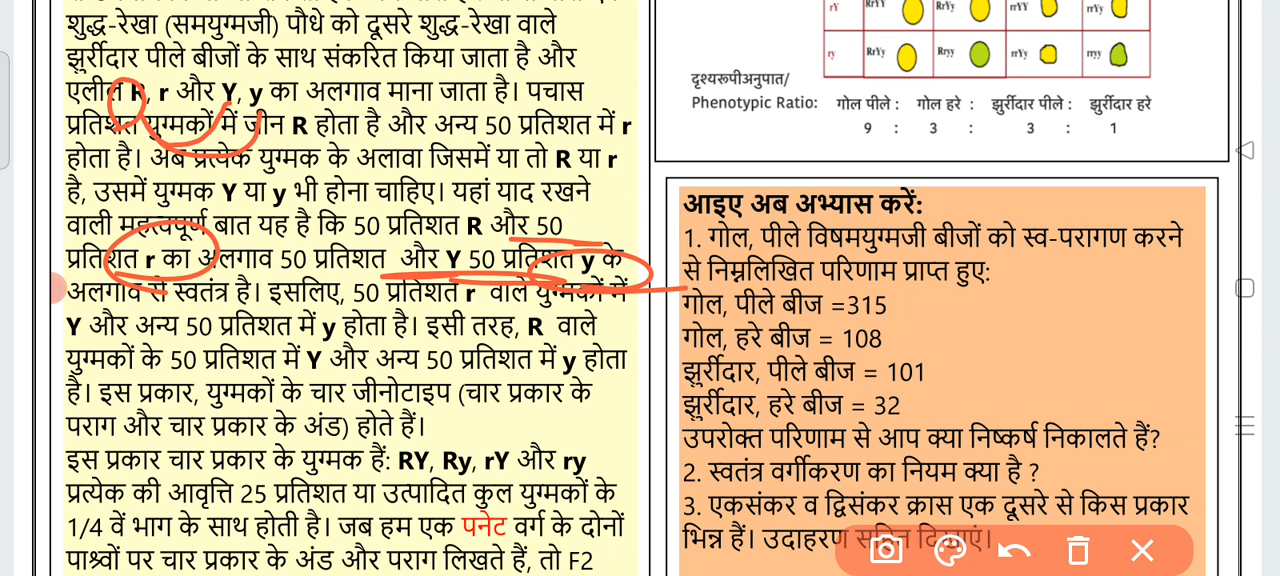 शुद्ध-रेखा (समयुग्मजी) पौधे को दूसरे शुद्ध-रेखा वाले
झुर्रीदार पीले बीजों के साथ संकरित किया जाता है और
एलील R, r और Y, y का अलगाव माना जाता है। पचास
प्रतिशत युग्मकों में जीन R होता है और अन्य 50 प्रतिशत में r
होता है। अब प्रत्येक युग्मक के अलावा जिसमें या तो R या r
है, उसमें युग्मक Y या y भी होना चाहिए। यहां याद रखने
वाली महत्वपूर्ण बात यह है कि 50 प्रतिशत R और 50
प्रतिशत r का अलगाव 50 प्रतिशत और Y 50 प्रतिशत y के
अलगाव से स्वतंत्र है। इसलिए, 50 प्रतिशत r वाले युग्मकों में
Y और अन्य 50 प्रतिशत में y होता है। इसी तरह, R वाले
युग्मकों के 50 प्रतिशत में Y और अन्य 50 प्रतिशत में y होता
है। इस प्रकार, युग्मकों के चार जीनोटाइप (चार प्रकार के
पराग और चार प्रकार के अंड) होते हैं।
इस प्रकार चार प्रकार के युग्मक हैं: RY, Ry, rY और ry
प्रत्येक की आवृत्ति 25 प्रतिशत या उत्पादित कुल युग्मकों के
1/4 वें भाग के साथ होती है। जब हम एक पनेट वर्ग के दोनों
पाश्र्वों पर चार प्रकार के अंड और पराग लिखते हैं, तो F2
rY RrYY RrYy rrYY rrYy
ry RrYy Rryy rrYy rryy
दृश्यरूपीअनुपात/
Phenotypic Ratio: गोल पीले : गोल हरे : झुर्रीदार पीले : झुर्रीदार हरे
9 : 3 : 3 : 1
आइए अब अभ्यास करें:
1. गोल, पीले विषमयुग्मजी बीजों को स्व-परागण करने
से निम्नलिखित परिणाम प्राप्त हुए:
गोल, पीले बीज =315
गोल, हरे बीज = 108
झुर्रीदार, पीले बीज = 101
झुर्रीदार, हरे बीज = 32
उपरोक्त परिणाम से आप क्या निष्कर्ष निकालते हैं?
2. स्वतंत्र वर्गीकरण का नियम क्या है ?
3. एकसंकर व द्विसंकर क्रास एक दूसरे से किस प्रकार
भिन्न हैं। उदाहरण सहित दिखाएं।